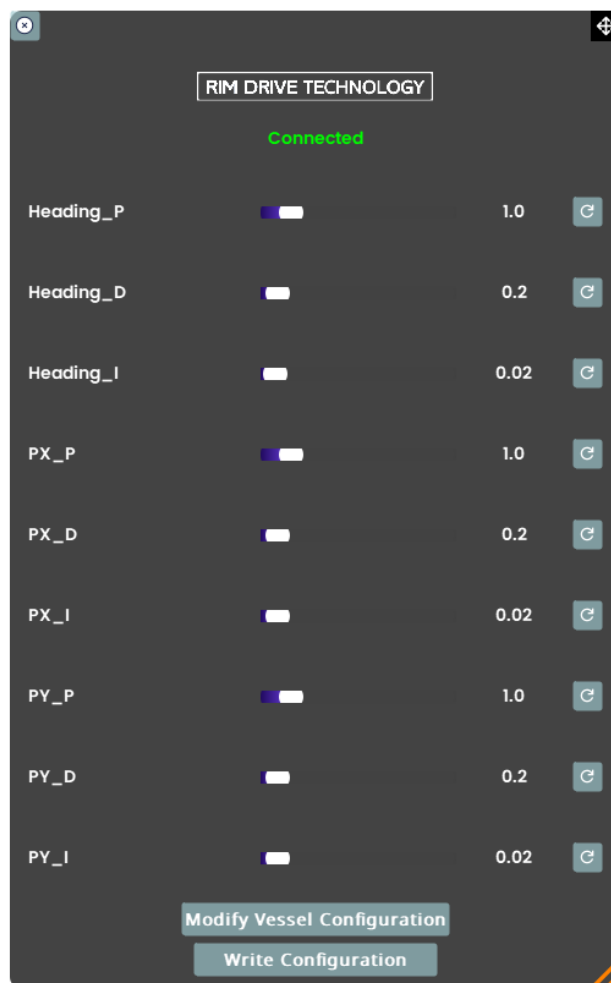 RIM DRIVE TECHNOLOGY
Connected
Heading_P 1.0
Heading_D 0.2
Heading_I 0.02
PX_P 1.0
PX_D 0.2
PX_I 0.02
PY_P 1.0
PY_D 0.2
PY_I 0.02
Modify Vessel Configuration
Write Configuration